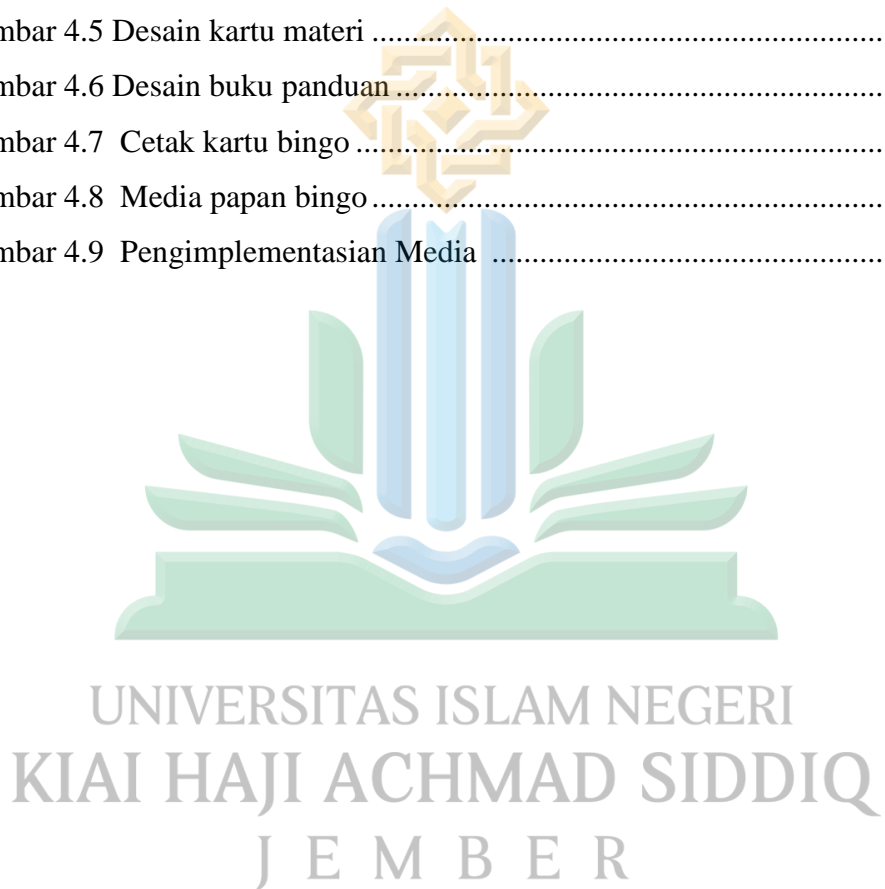 mbar 4.5 Desain kartu materi ................................................................
mbar 4.6 Desain buku panduan .............................................................
mbar 4.7  Cetak kartu bingo ..................................................................
mbar 4.8  Media papan bingo ................................................................
mbar 4.9  Pengimplementasian Media  .................................................
UNIVERSITAS ISLAM NEGERI
KIAI HAJI ACHMAD SIDDIQ
J E M B E R